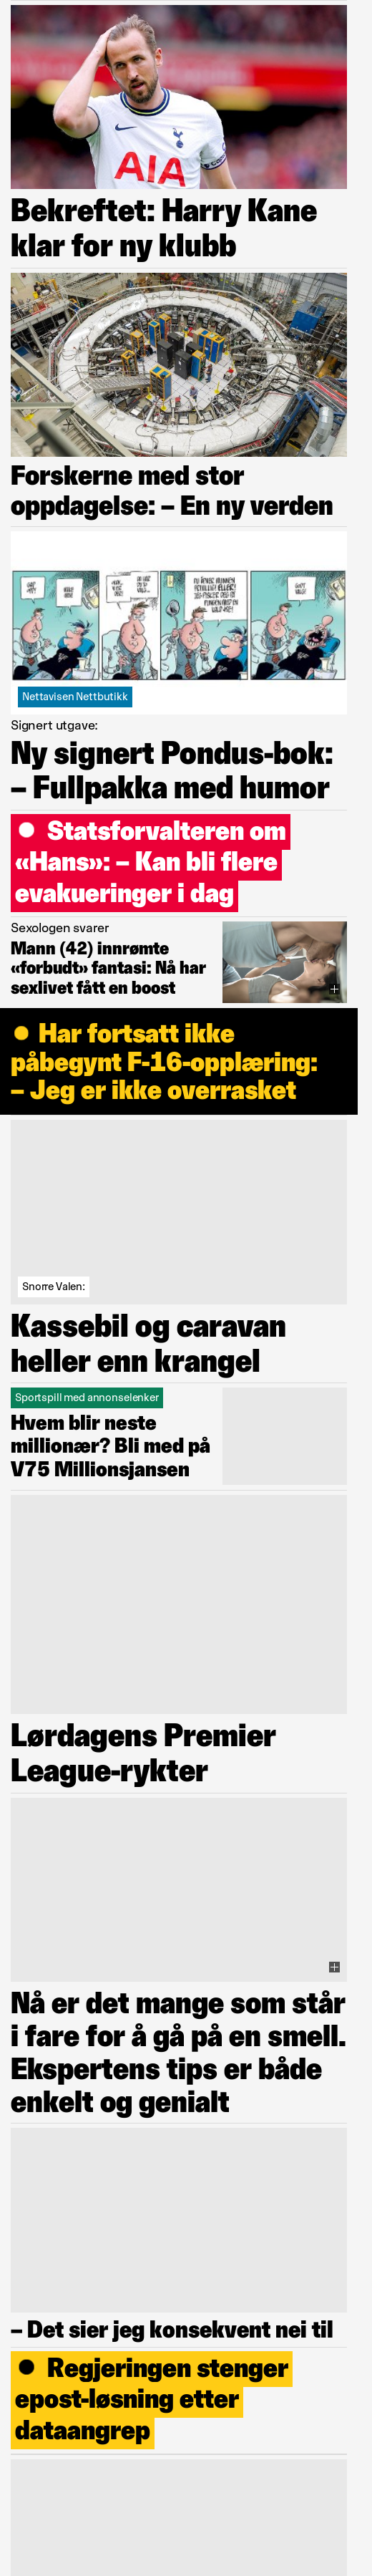 AIA
Bekreftet: Harry Kane
klar for ny klubb
Forskerne med stor
oppdagelse: – En ny verden
Nettavisen Nettbutikk
Signert utgave:
Ny signert Pondus-bok:
– Fullpakka med humor
Statsforvalteren om
«Hans»: – Kan bli flere
evakueringer i dag
Sexologen svarer
Mann (42) innrømte
«forbudt» fantasi: Nå har
sexlivet fått en boost
Har fortsatt ikke
påbegynt F-16-opplæring:
– Jeg er ikke overrasket
Snorre Valen:
Kassebil og caravan
heller enn krangel
Sportspill med annonselenker
Hvem blir neste
millionær? Bli med på
V75 Millionsjansen
Lørdagens Premier
League-rykter
Nå er det mange som står
i fare for å gå på en smell.
Ekspertens tips er både
enkelt og genialt
– Det sier jeg konsekvent nei til
Regjeringen stenger
epost-løsning etter
dataangrep